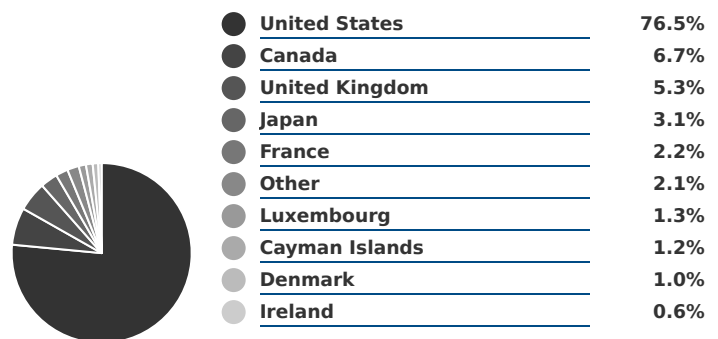 United States 76.5%
Canada 6.7%
United Kingdom 5.3%
Japan 3.1%
France 2.2%
Other 2.1%
Luxembourg 1.3%
Cayman Islands 1.2%
Denmark 1.0%
Ireland 0.6%